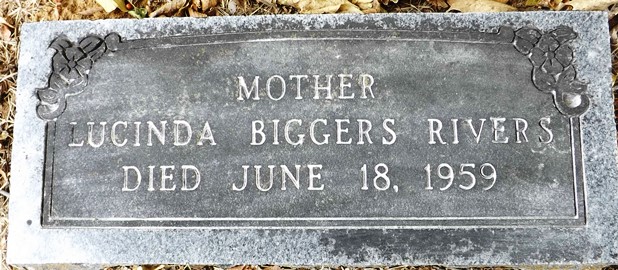 MOTHER
LUCINDA BIGGERS RIVERS
DIED JUNE 18, 1959